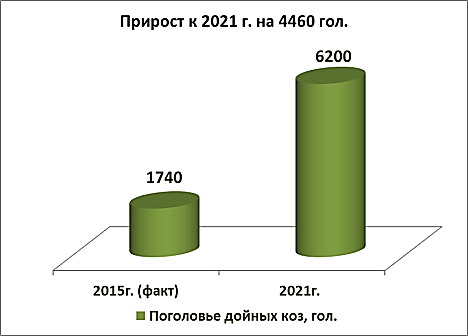 Прирост к 2021 г. на 4460 гол.
6200
1740
2015г. (факт) 2021г.
Поголовье дойных коз, гол.